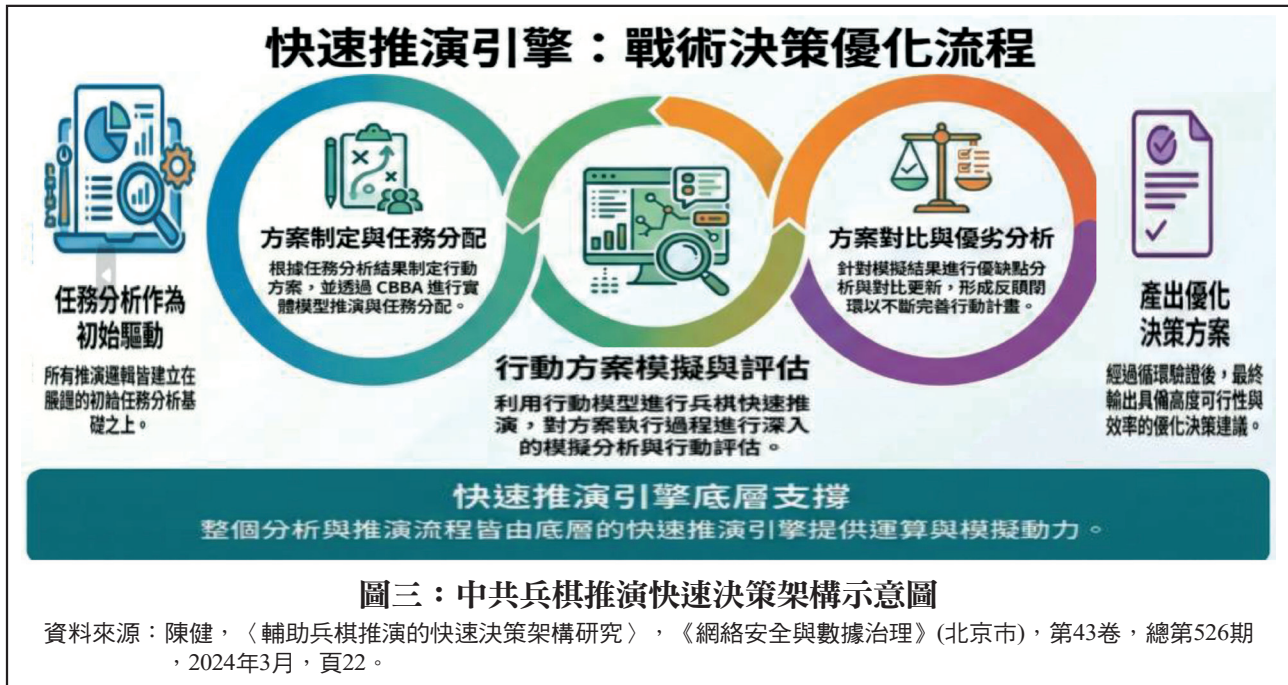 快速推演引擎：戰術決策優化流程
任務分析作為
初始驅動
所有推演邏輯皆建立在
的初始任務分析基
礎之上。
方案制定與任務分配
根據任務分析結果制定行動
方案，並透過 CBBA 進行實
體模型推演與任務分配。
行動方案模擬與評估
利用行動模型進行兵棋快速推
演，對方案執行過程進行深入
的模擬分析與行動評估。
方案對比與優劣分析
針對模擬結果進行優缺點分
析與對比更新，形成閉
環以不斷完善行動計畫。
產出優化
決策方案
經過循環驗證後，最終
輸出具備高度可行性與
效率的優化決策建議。
快速推演引擎底層支撐
整個分析與推演流程皆由底層的快速推演引擎提供運算與模擬動力。
圖三：中共兵棋推演快速決策架構示意圖
資料來源：陳健，〈輔助兵棋推演的快速決策架構研究〉，《網絡安全與數據治理》(北京市)，第43卷，總第526期
，2024年3月，頁22。